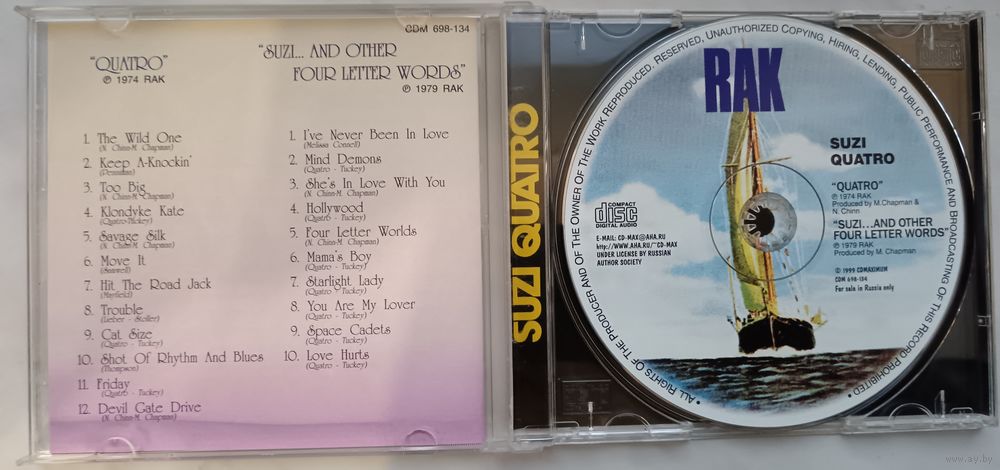 CDM 698-134
"QUATRO"
℗ 1974 RAK
1. The Wild One
(N. Chinn-M. Chapman)
2. Keep A-Knockin'
(Penniman)
3. Too Big
(N. Chinn-M. Chapman)
4. Klondyke Kate
(Quatro-Tuckey)
5. Savage Silk
(N. Chinn-M. Chapman)
6. Move It
(Samwell)
7. Hit The Road Jack
(Mayfield)
8. Trouble
(Lieber - Stoller)
9. Cat Size
(Quatro - Tuckey)
10. Shot Of Rhythm And Blues
(Thompson)
11. Friday
(Quatro - Tuckey)
12. Devil Gate Drive
(N. Chinn-M. Chapman)
"SUZI... AND OTHER
FOUR LETTER WORDS"
℗ 1979 RAK
1. I've Never Been In Love
(Melissa Connell)
2. Mind Demons
(Quatro - Tuckey)
3. She's In Love With You
(N. Chinn-M. Chapman)
4. Hollywood
(Quatro - Tuckey)
5. Four Letter Worlds
(N. Chinn-M. Chapman)
6. Mama's Boy
(Quatro - Tuckey)
7. Starlight Lady
(Quatro - Tuckey)
8. You Are My Lover
(Quatro - Tuckey)
9. Space Cadets
(Quatro - Tuckey)
10. Love Hurts
(Quatro - Tuckey)
SUZI QUATRO
• ALL RIGHTS OF THE PRODUCER AND OF THE OWNER OF THE WORK REPRODUCED. RESERVED, UNAUTHORIZED COPYING, HIRING, LENDING, PUBLIC PERFORMANCE AND BROADCASTING OF THIS RECORD PROHIBITED •
RAK
SUZI
QUATRO
"QUATRO"
℗ 1974 RAK
Produced by M.Chapman &
N. Chinn
"SUZI...AND OTHER
FOUR LETTER WORDS"
℗ 1979 RAK
Produced by M. Chapman
© 1999 CDMAXIMUM
CDM 698-134
For sale in Russia only
COMPACT
disc
DIGITAL AUDIO
E-MAIL: CD-MAX@AHA.RU
http://WWW.AHA.RU/~CD-MAX
UNDER LICENSE BY RUSSIAN
AUTHOR SOCIETY
www.ay.by